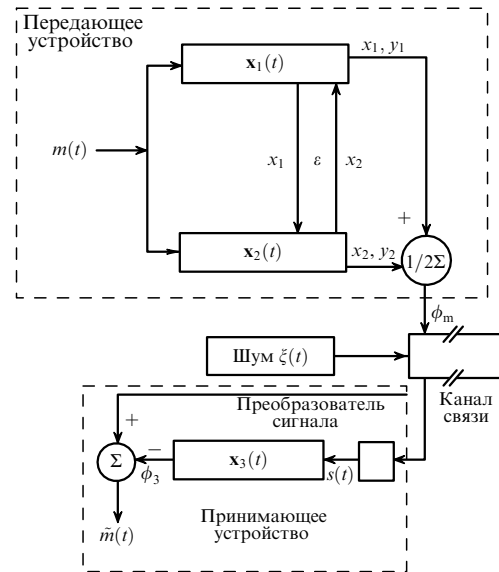 Передающее
устройство
x₁(t)
x₁, y₁
m(t)
x₁
ε
x₂
+
x₂(t)
x₂, y₂
1/2Σ
ϕₘ
Шум ξ(t)
Канал
связи
Преобразователь
сигнала
+
−
Σ
ϕ₃
x₃(t)
s(t)
m̃(t)
Принимающее
устройство